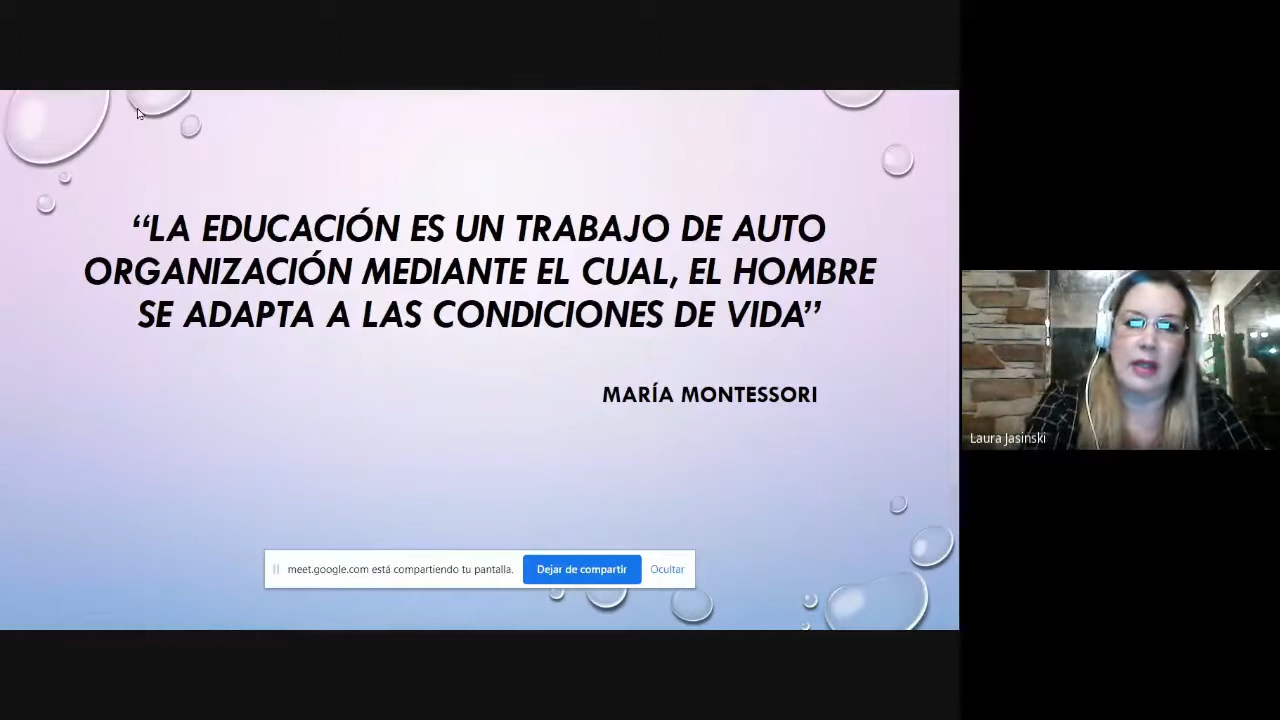 “LA EDUCACIÓN ES UN TRABAJO DE AUTO
ORGANIZACIÓN MEDIANTE EL CUAL, EL HOMBRE
SE ADAPTA A LAS CONDICIONES DE VIDA”
MARÍA MONTESSORI
Laura Jasinski
meet.google.com está compartiendo tu pantalla. Dejar de compartir Ocultar